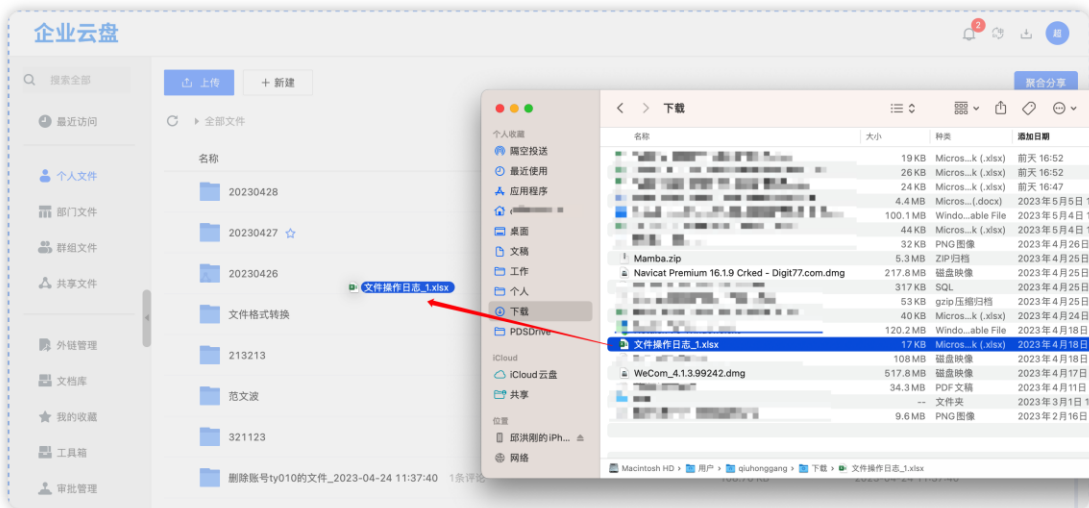 企业云盘
2
超
搜索全部
上传
+ 新建
聚合分享
最近访问
全部文件
名称
个人文件
部门文件
群组文件
共享文件
外链管理
文档库
我的收藏
工具箱
审批管理
20230428
20230427
20230426
文件格式转换
213213
范文波
321123
删除账号ty010的文件_2023-04-24 11:37:40 1条评论
文件操作日志_1.xlsx
个人收藏
隔空投送
最近使用
应用程序
桌面
文稿
工作
个人
下载
PDSDrive
iCloud
iCloud云盘
共享
位置
邱洪刚的iPh...
网络
下载
名称 大小 种类 添加日期
19 KB Micros...k (.xlsx) 前天 16:52
26 KB Micros...k (.xlsx) 前天 16:52
24 KB Micros...k (.xlsx) 前天 16:47
4.4 MB Micros...(.docx) 2023年5月5日 1
100.1 MB Windo...able File 2023年5月4日 1
44 KB Micros...k (.xlsx) 2023年5月4日 1
32 KB PNG图像 2023年4月26日
Mamba.zip 5.3 MB ZIP归档 2023年4月25日
Navicat Premium 16.1.9 Crked - Digit77.com.dmg 217.8 MB 磁盘映像 2023年4月25日
317 KB SQL 2023年4月25日
53 KB gzip压缩归档 2023年4月25日
40 KB Micros...k (.xlsx) 2023年4月24日
120.2 MB Windo...able File 2023年4月18日
文件操作日志_1.xlsx 17 KB Micros...k (.xlsx) 2023年4月18日
108 MB 磁盘映像 2023年4月18日
WeCom_4.1.3.99242.dmg 517.8 MB 磁盘映像 2023年4月17日
34.3 MB PDF文稿 2023年4月11日
-- 文件夹 2023年3月1日 1
9.6 MB PNG图像 2023年2月16日
Macintosh HD › 用户 › qiuhonggang › 下载 › 文件操作日志_1.xlsx